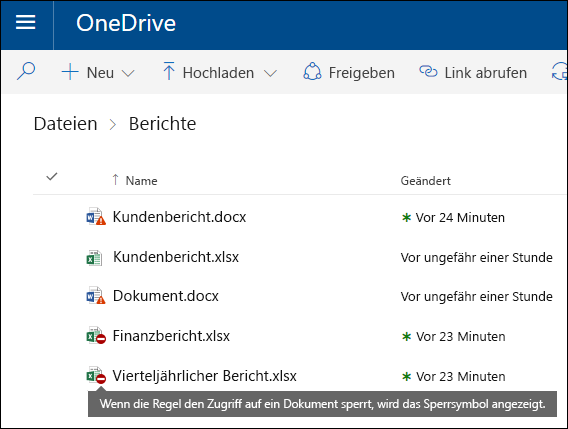 OneDrive
Neu Hochladen Freigeben Link abrufen
Dateien > Berichte
Name Geändert
Kundenbericht.docx Vor 24 Minuten
Kundenbericht.xlsx Vor ungefähr einer Stunde
Dokument.docx Vor ungefähr einer Stunde
Finanzbericht.xlsx Vor 23 Minuten
Vierteljährlicher Bericht.xlsx Vor 23 Minuten
Wenn die Regel den Zugriff auf ein Dokument sperrt, wird das Sperrsymbol angezeigt.